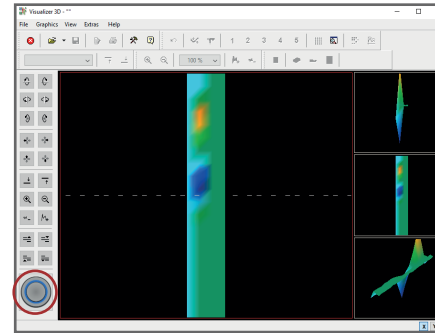 Visualizer 3D - ""
File Graphics View Extras Help
1 2 3 4 5
100 %
x